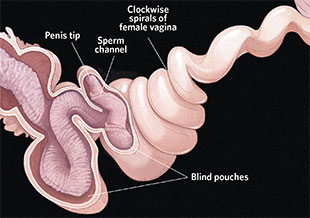 Clockwise
spirals of
female vagina
Penis tip
Sperm
channel
Blind pouches